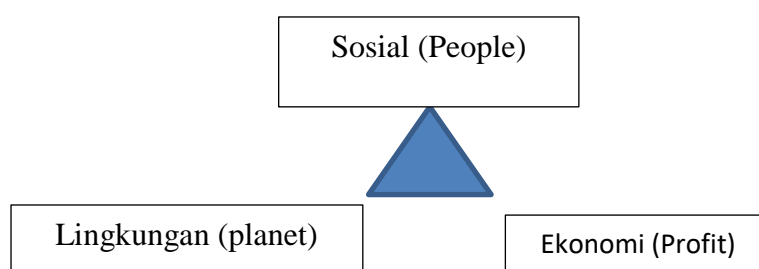 Sosial (People)
Lingkungan (planet)
Ekonomi (Profit)